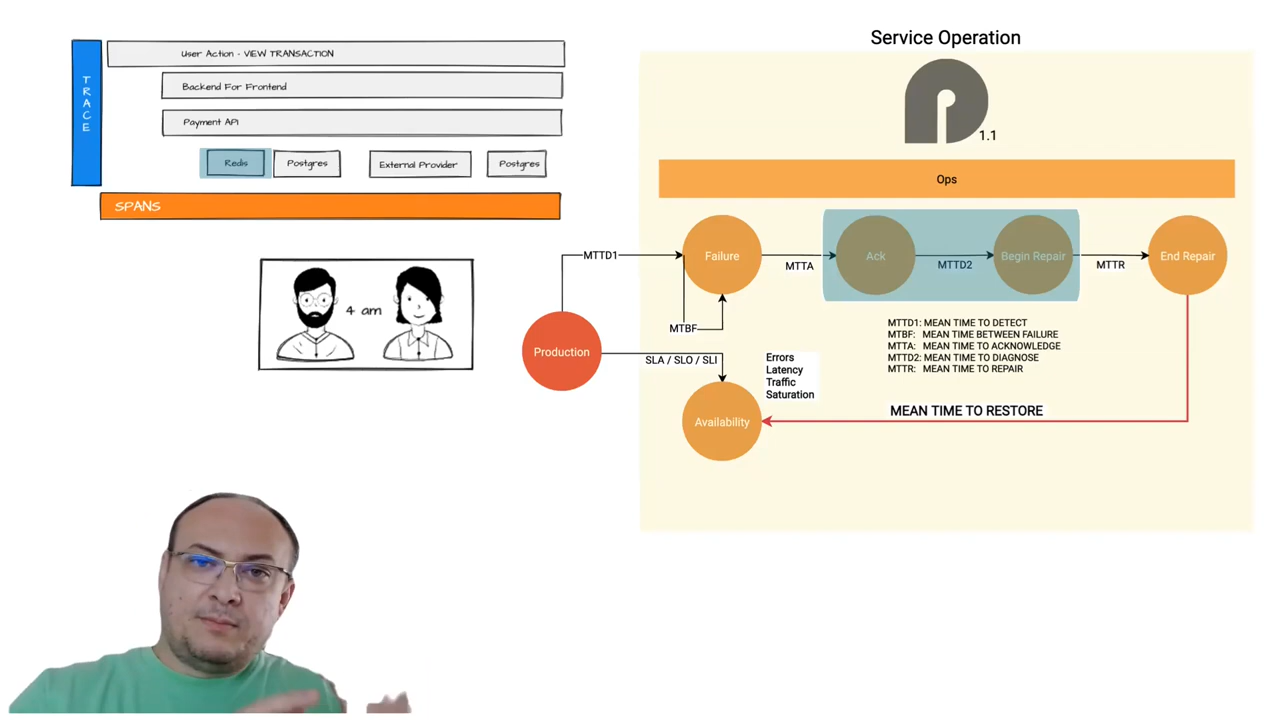 Service Operation
TRACE
User Action - VIEW TRANSACTION
Backend For Frontend
Payment API
Redis
Postgres
External Provider
Postgres
SPANS
4 am
1.1
Ops
MTTD1
Failure
MTTA
Ack
MTTD2
Begin Repair
MTTR
End Repair
MTBF
Production
SLA / SLO / SLI
Errors
Latency
Traffic
Saturation
MTTD1: MEAN TIME TO DETECT
MTBF: MEAN TIME BETWEEN FAILURE
MTTA: MEAN TIME TO ACKNOWLEDGE
MTTD2: MEAN TIME TO DIAGNOSE
MTTR: MEAN TIME TO REPAIR
Availability
MEAN TIME TO RESTORE